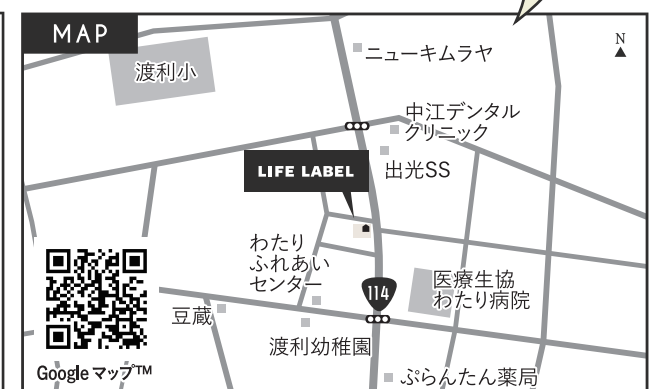 MAP
ニューキムラヤ
N
渡利小
中江デンタル
クリニック
出光SS
LIFE LABEL
わたり
ふれあい
センター
114
医療生協
わたり病院
豆蔵
渡利幼稚園
Google マップ™
ぷらんたん薬局